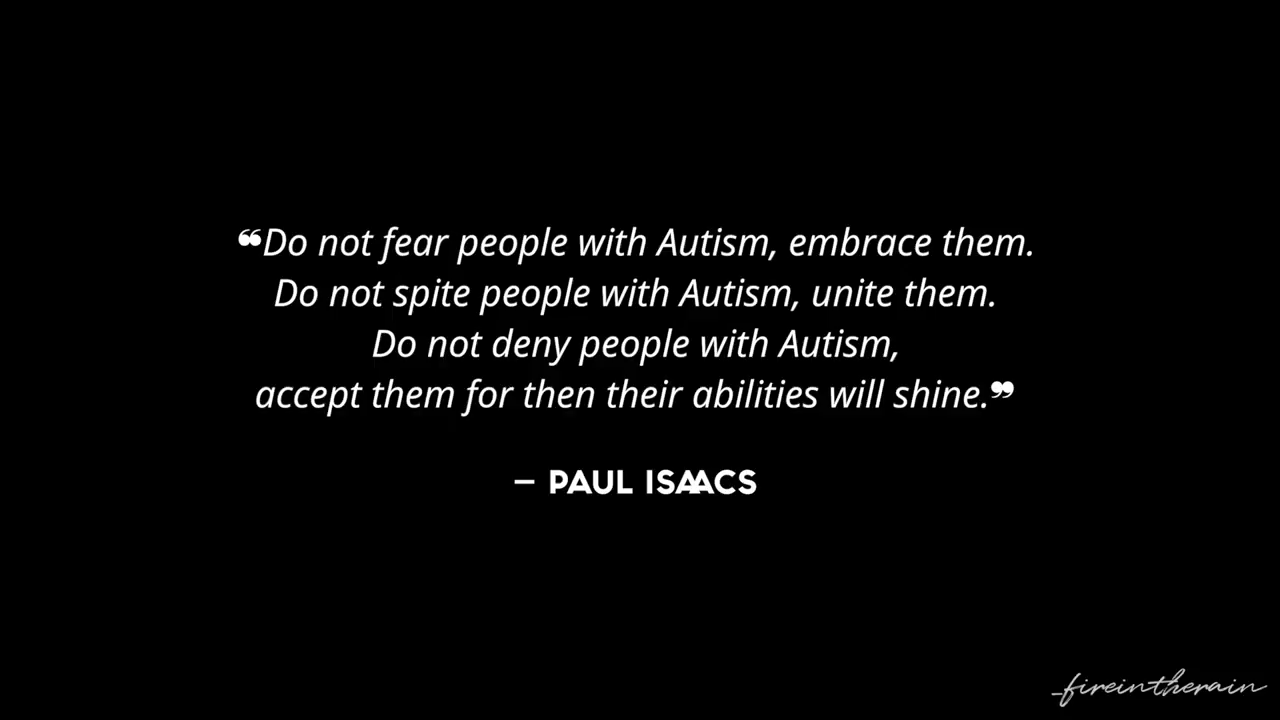 ❝Do not fear people with Autism, embrace them.
Do not spite people with Autism, unite them.
Do not deny people with Autism,
accept them for then their abilities will shine.❞
– PAUL ISAACS
_fireintherain